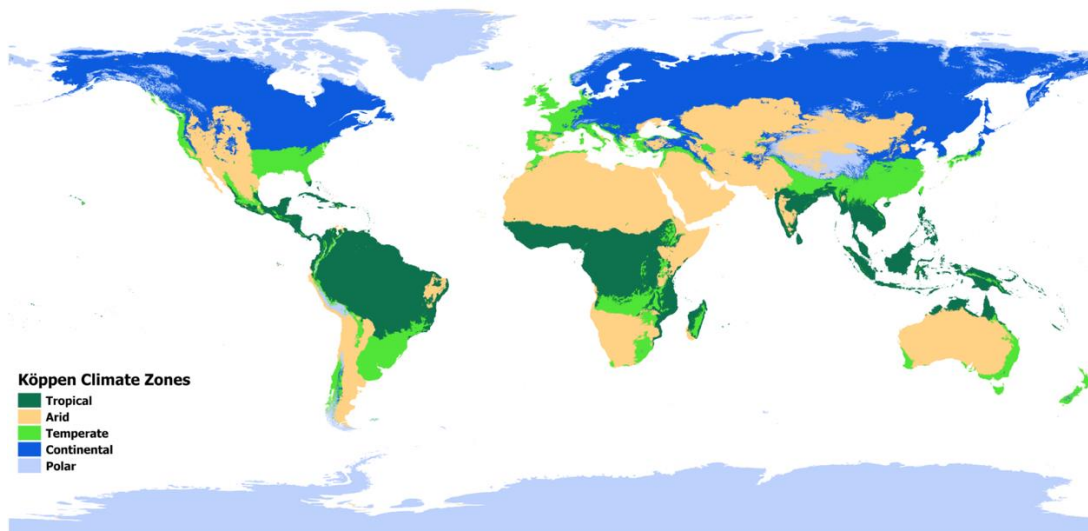 Köppen Climate Zones
Tropical
Arid
Temperate
Continental
Polar